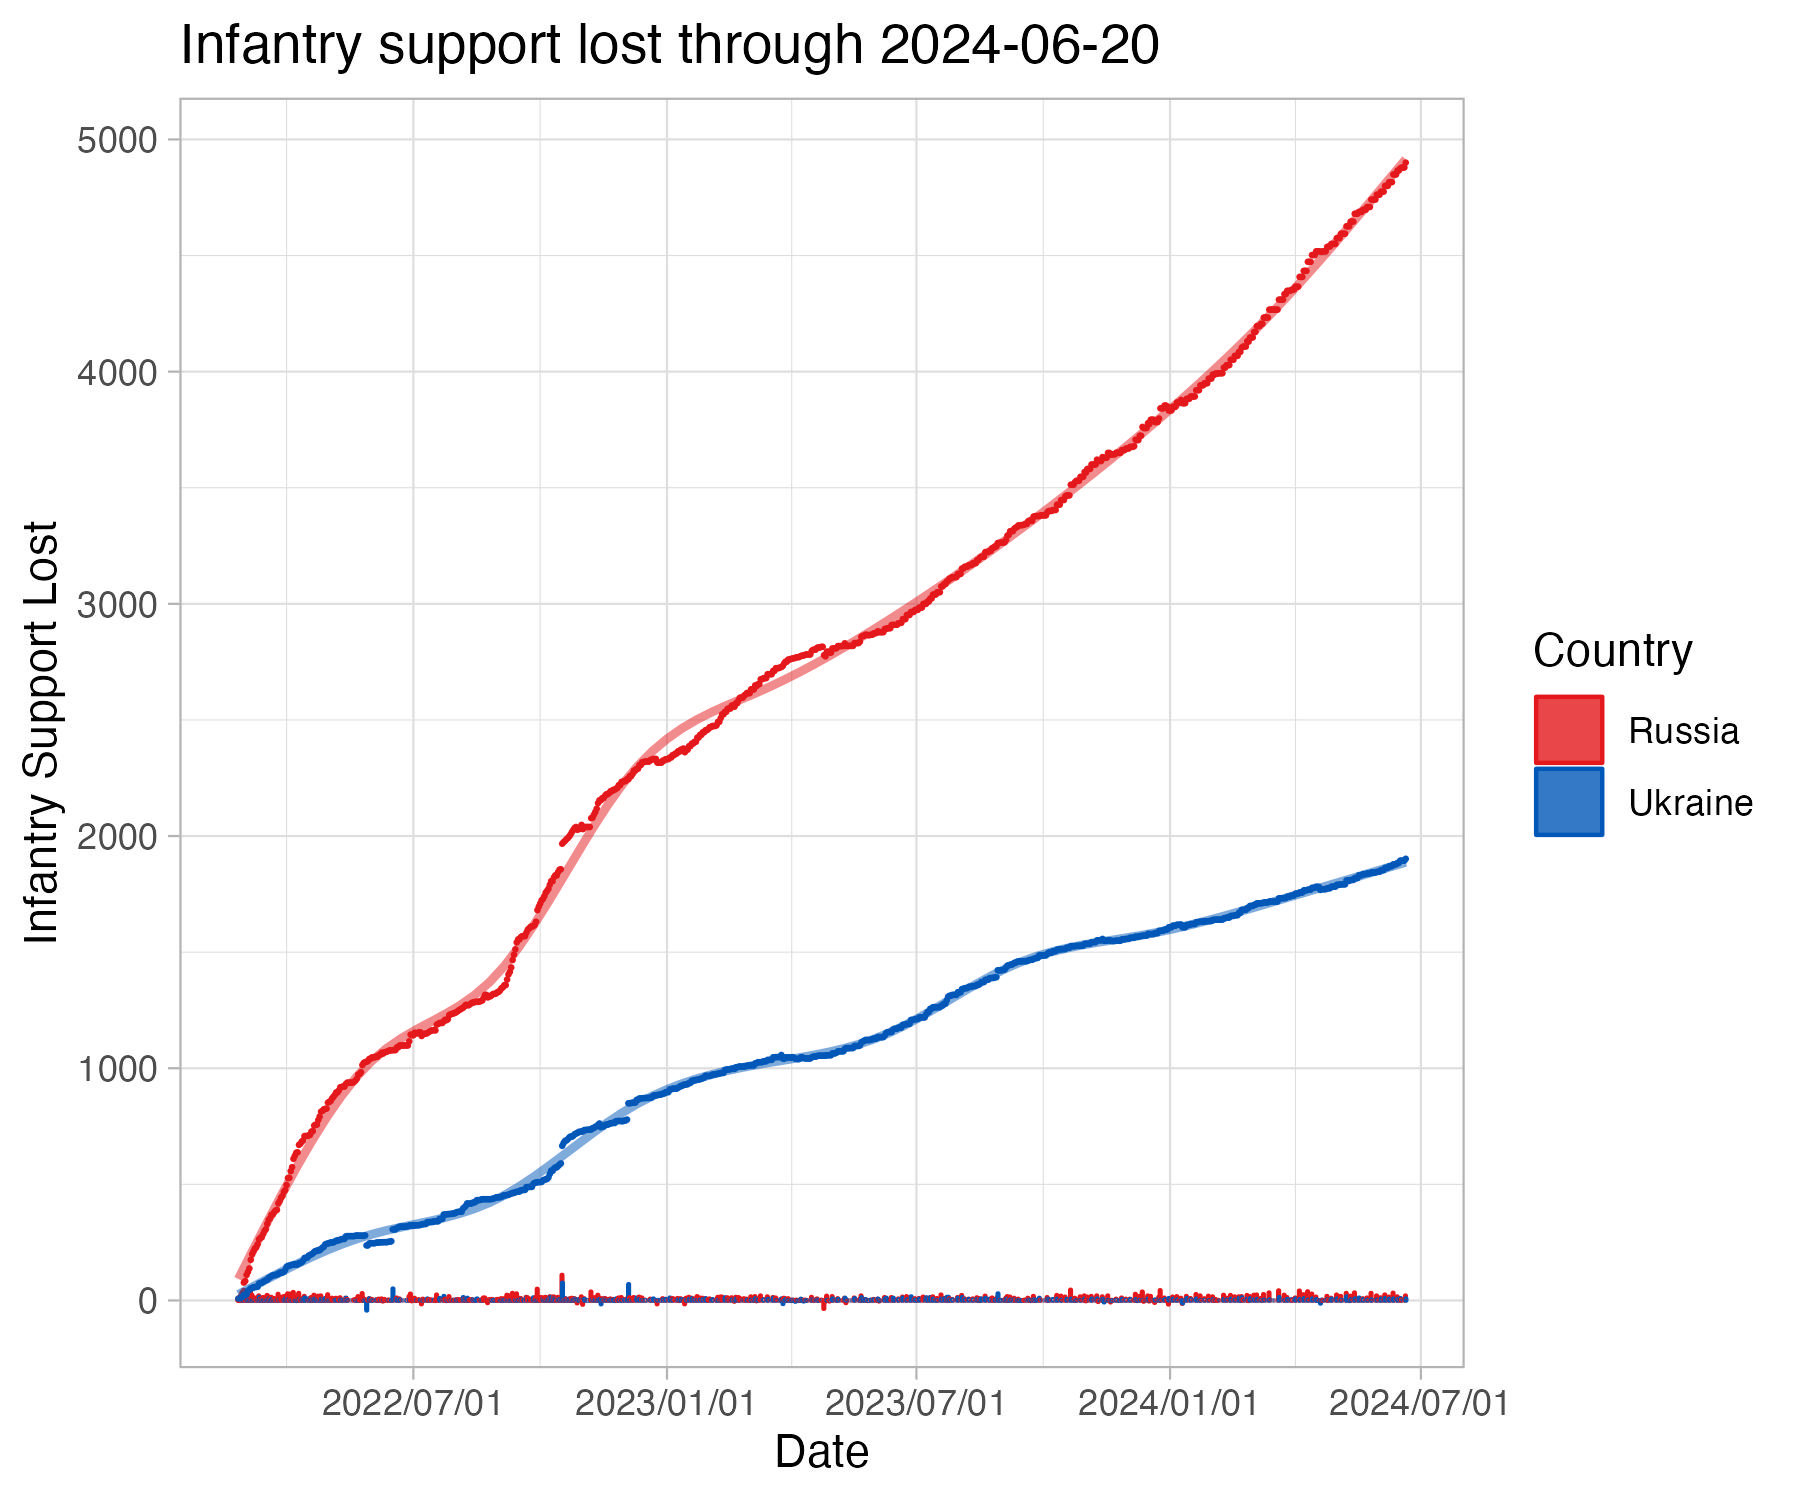 Infantry support lost through 2024-06-20
Infantry Support Lost
5000
4000
3000
2000
1000
0
2022/07/01
2023/01/01
2023/07/01
2024/01/01
2024/07/01
Date
Country
Russia
Ukraine